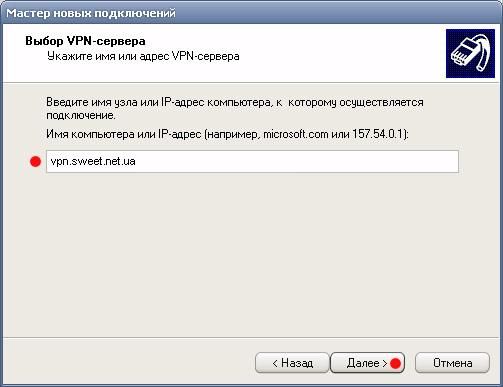 Мастер новых подключений
Выбор VPN-сервера
Укажите имя или адрес VPN-сервера
Введите имя узла или IP-адрес компьютера, к которому осуществляется
подключение.
Имя компьютера или IP-адрес (например, microsoft.com или 157.54.0.1):
vpn.sweet.net.ua
< Назад Далее > Отмена